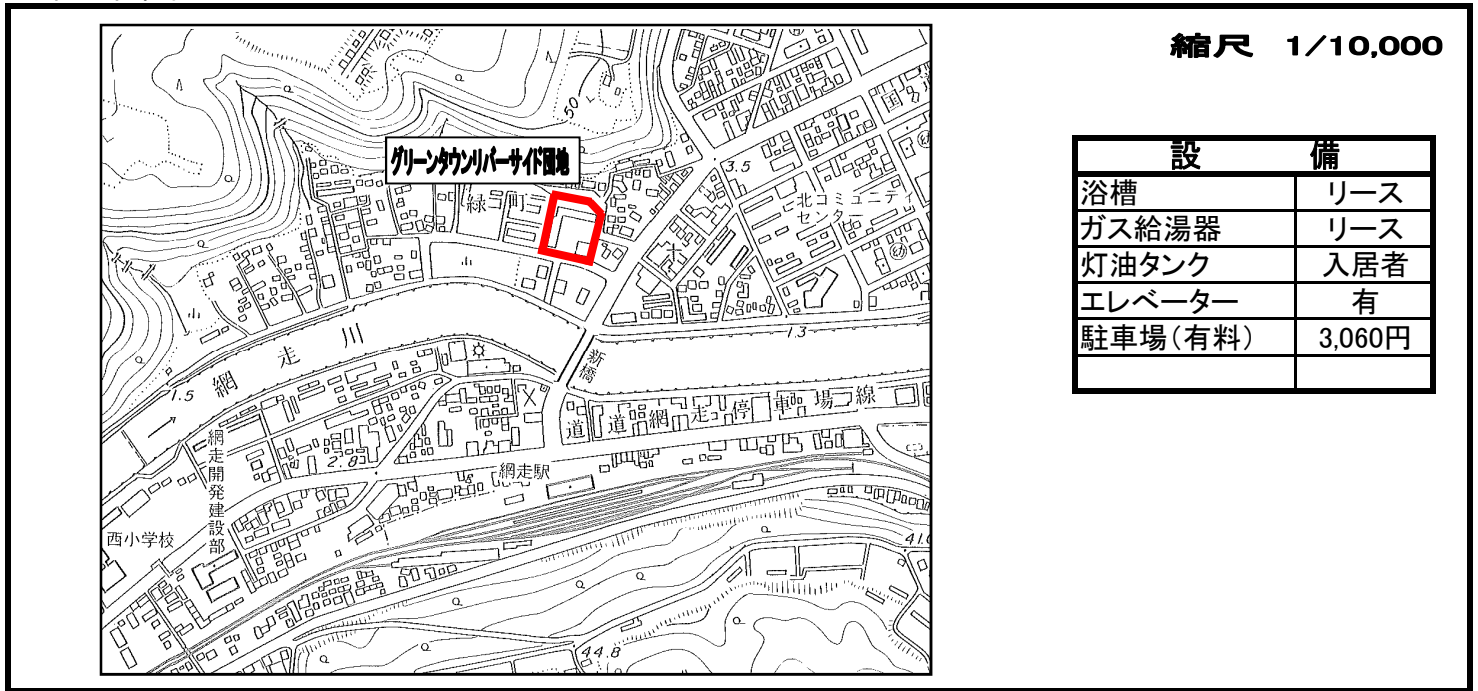 縮尺 1/10,000
グリーンタウンリバーサイド団地
50
国
幼
3.5
緑
町
北コミュニティ
センター
幼
1.3
網走川
新橋
1.5
網走開発建設部
2.8
道道網走停車場線
網走駅
西小学校
41.0
44.8
設 備
浴槽 リース
ガス給湯器 リース
灯油タンク 入居者
エレベーター 有
駐車場(有料) 3,060円